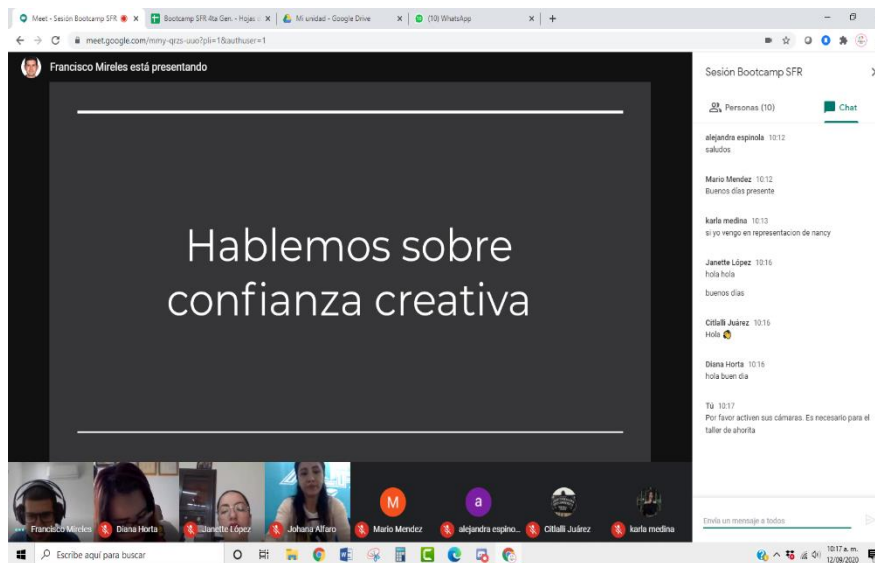 Meet - Sesión Bootcamp SFR
Bootcamp SFR 4ta Gen. - Hojas
Mi unidad - Google Drive
(10) WhatsApp
meet.google.com/mmy-qrzs-uuo?pli=1&authuser=1
Francisco Mireles está presentando
Hablemos sobre
confianza creativa
Sesión Bootcamp SFR
Personas (10)
Chat
alejandra espinola 10:12
saludos
Mario Mendez 10:12
Buenos días presente
karla medina 10:13
si yo vengo en representacion de nancy
Janette López 10:16
hola hola
buenos días
Citlalli Juárez 10:16
Hola
Diana Horta 10:16
hola buen dia
Tú 10:17
Por favor activen sus cámaras. Es necesario para el
taller de ahorita
Envía un mensaje a todos
Francisco Mireles
Diana Horta
Janette López
Johana Alfaro
M
Mario Mendez
a
alejandra espino...
Citlalli Juárez
karla medina
Escribe aquí para buscar
10:17 a. m.
12/09/2020